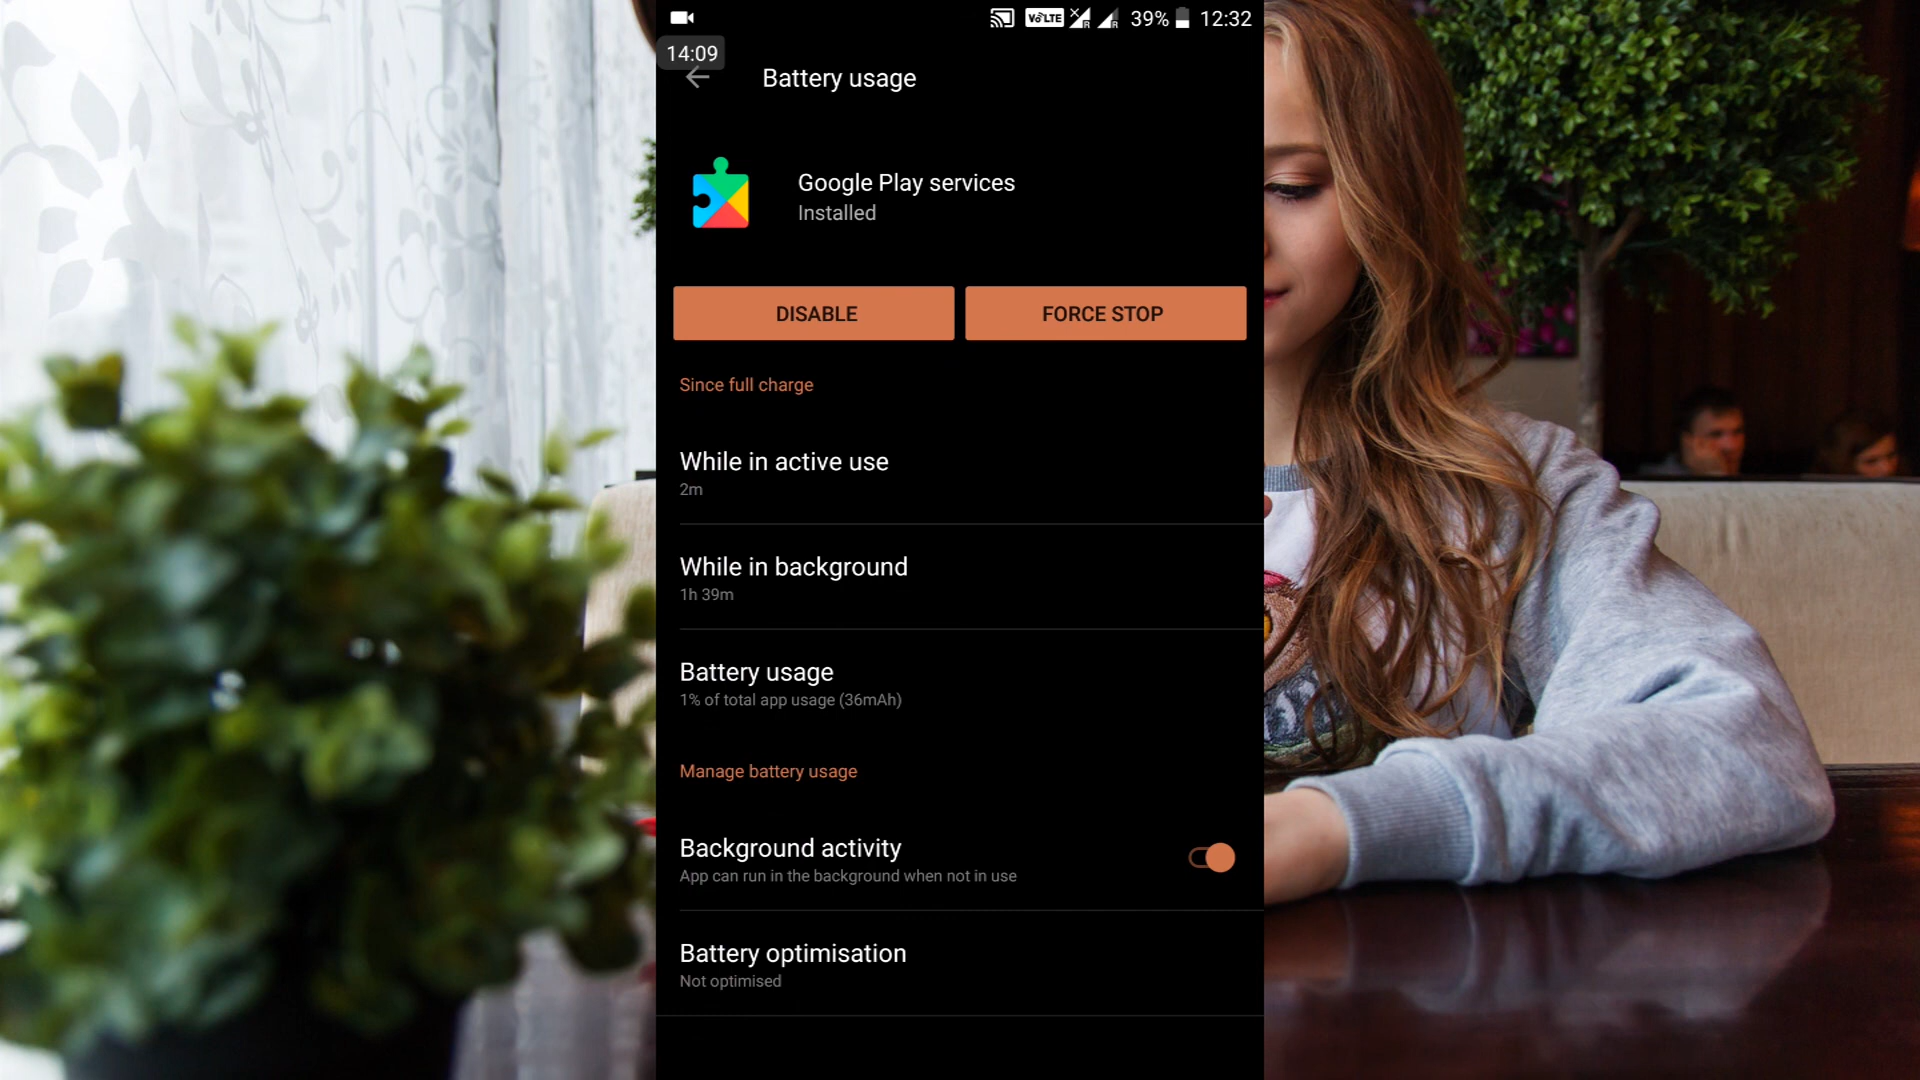 VoLTE R R 39% 12:32
14:09
Battery usage
Google Play services
Installed
DISABLE FORCE STOP
Since full charge
While in active use
2m
While in background
1h 39m
Battery usage
1% of total app usage (36mAh)
Manage battery usage
Background activity
App can run in the background when not in use
Battery optimisation
Not optimised